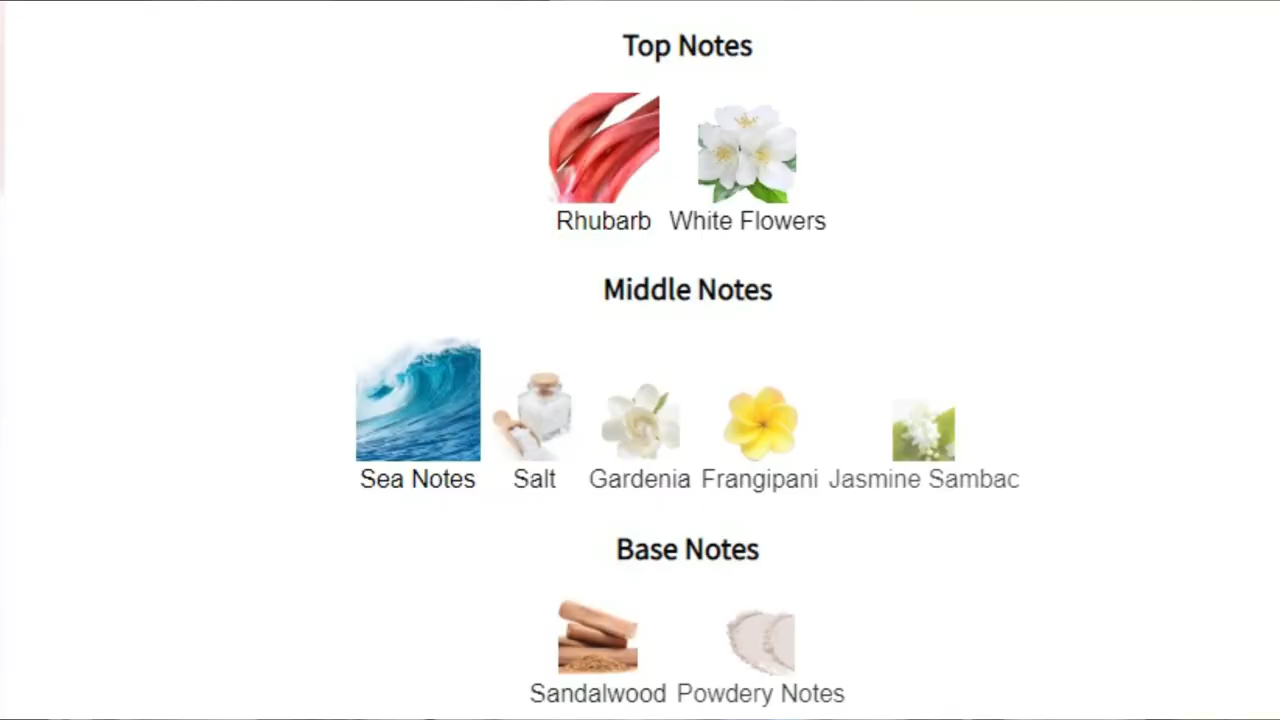 Top Notes
Rhubarb White Flowers
Middle Notes
Sea Notes Salt Gardenia Frangipani Jasmine Sambac
Base Notes
Sandalwood Powdery Notes